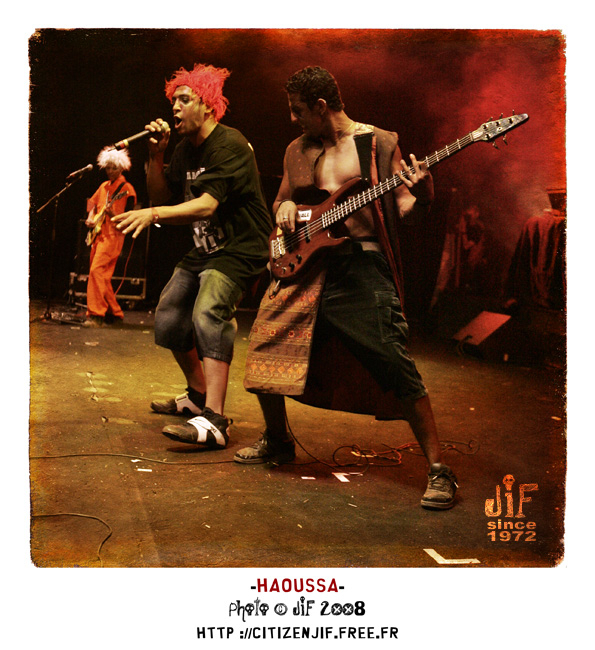 JiF
since
1972
-HAOUSSA-
Photo © JiF 2008
HTTP ://CITIZENJIF.FREE.FR